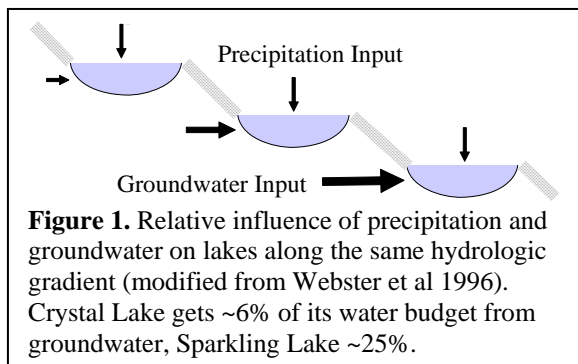 Precipitation Input
Groundwater Input
Figure 1. Relative influence of precipitation and
groundwater on lakes along the same hydrologic
gradient (modified from Webster et al 1996).
Crystal Lake gets ~6% of its water budget from
groundwater, Sparkling Lake ~25%.